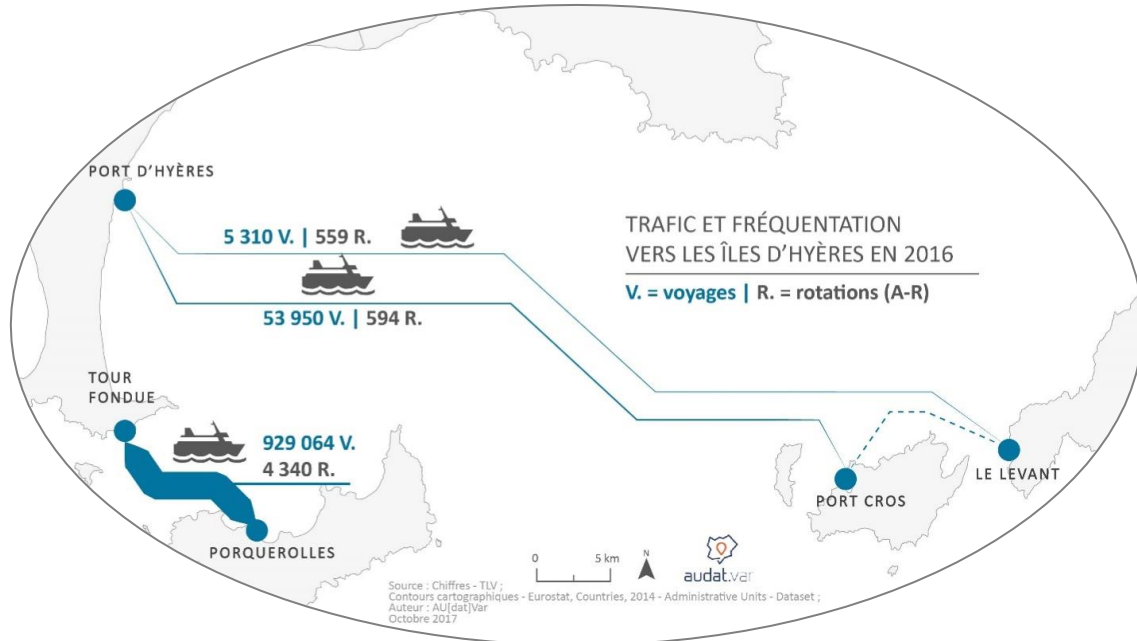 PORT D'HYÈRES
5 310 V. | 559 R.
TRAFIC ET FRÉQUENTATION
VERS LES ÎLES D'HYÈRES EN 2016
V. = voyages | R. = rotations (A-R)
53 950 V. | 594 R.
TOUR
FONDUE
929 064 V.
4 340 R.
LE LEVANT
PORT CROS
PORQUEROLLES
0 5 km
N
audat.var
Source : Chiffres - TLV ;
Contours cartographiques - Eurostat, Countries, 2014 - Administrative Units - Dataset ;
Auteur : AU[dat]Var
Octobre 2017